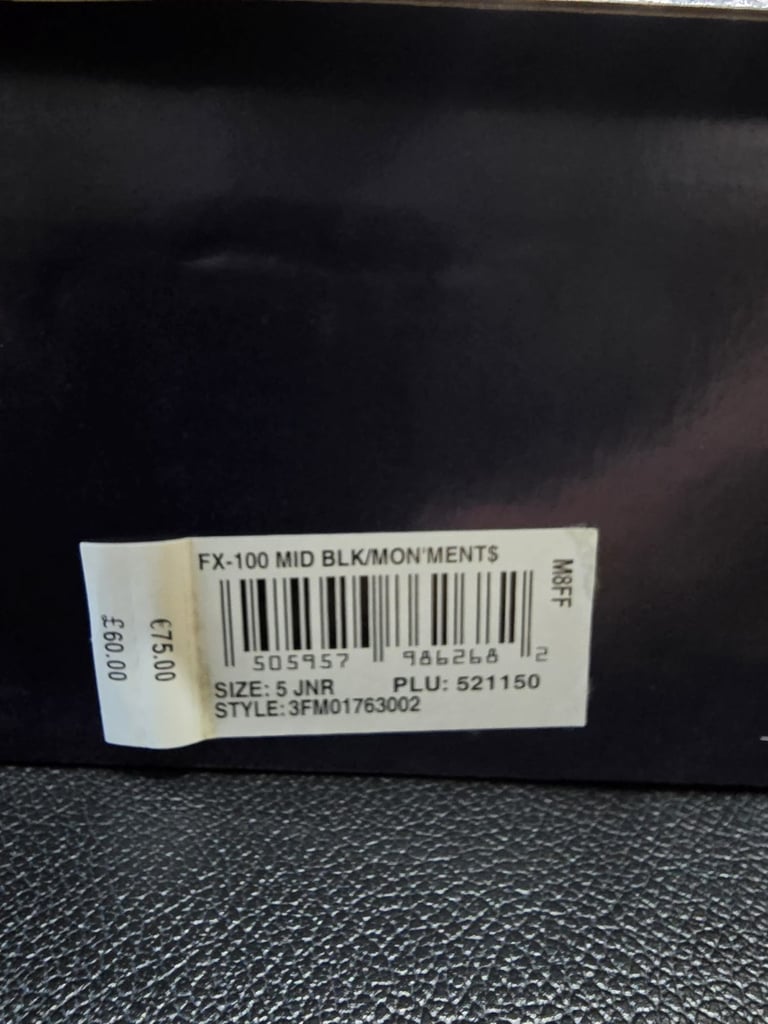 FX-100 MID BLK/MON'MENT$
M8FF
£60.00
€75.00
505957 986268 2
SIZE: 5 JNR PLU: 521150
STYLE: 3FM01763002